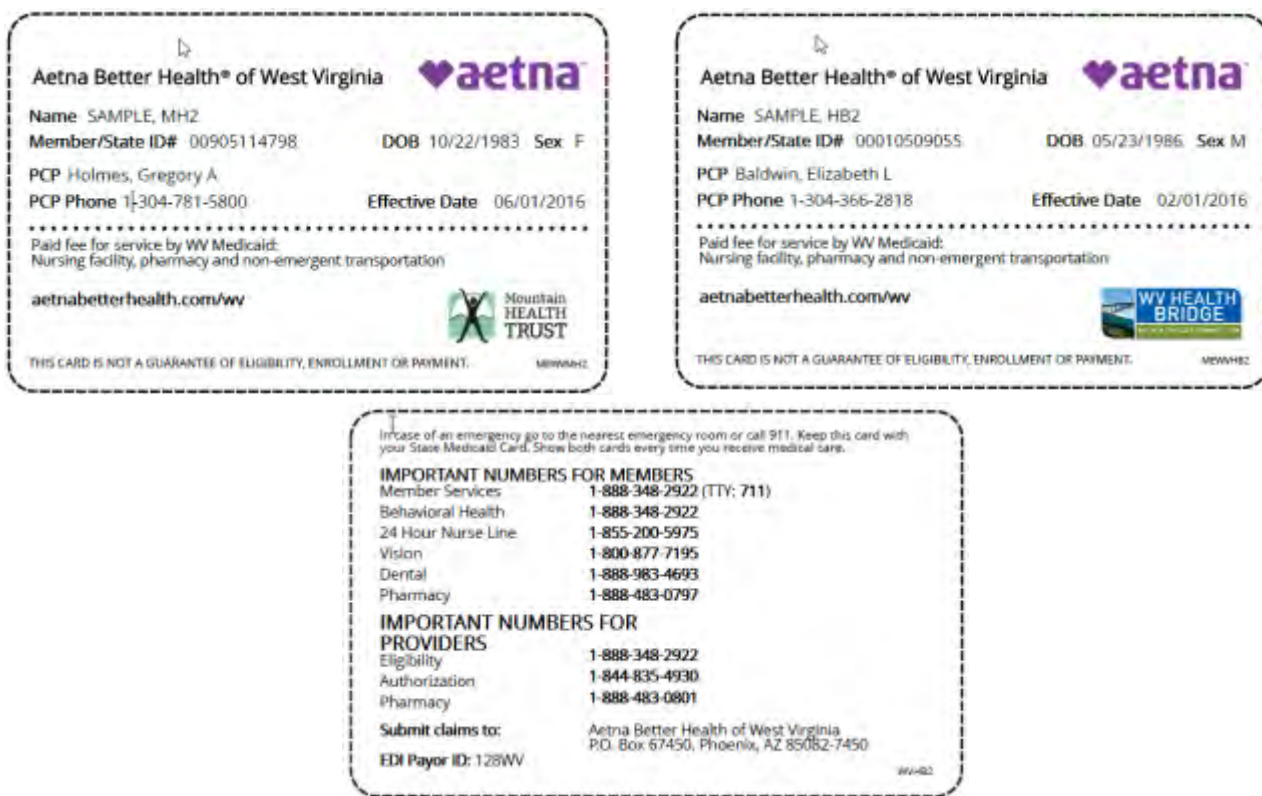 Aetna Better Health® of West Virginia
aetna
Name SAMPLE, MH2
Member/State ID# 00905114798 DOB 10/22/1983 Sex F
PCP Holmes, Gregory A
PCP Phone 1-304-781-5800 Effective Date 06/01/2016
Paid fee for service by WV Medicaid:
Nursing facility, pharmacy and non-emergent transportation
aetnabetterhealth.com/wv
Mountain
HEALTH
TRUST
THIS CARD IS NOT A GUARANTEE OF ELIGIBILITY, ENROLLMENT OR PAYMENT.
Aetna Better Health® of West Virginia
aetna
Name SAMPLE, HB2
Member/State ID# 00010509055 DOB 05/23/1986 Sex M
PCP Baldwin, Elizabeth L
PCP Phone 1-304-366-2818 Effective Date 02/01/2016
Paid fee for service by WV Medicaid:
Nursing facility, pharmacy and non-emergent transportation
aetnabetterhealth.com/wv
WV HEALTH
BRIDGE
THIS CARD IS NOT A GUARANTEE OF ELIGIBILITY, ENROLLMENT OR PAYMENT. MEWVHB2
In case of an emergency go to the nearest emergency room or call 911. Keep this card with
your State Medicaid Card. Show both cards every time you receive medical care.
IMPORTANT NUMBERS FOR MEMBERS
Member Services 1-888-348-2922 (TTY: 711)
Behavioral Health 1-888-348-2922
24 Hour Nurse Line 1-855-200-5975
Vision 1-800-877-7195
Dental 1-888-983-4693
Pharmacy 1-888-483-0797
IMPORTANT NUMBERS FOR
PROVIDERS
Eligibility 1-888-348-2922
Authorization 1-844-835-4930
Pharmacy 1-888-483-0801
Submit claims to: Aetna Better Health of West Virginia
P.O. Box 67450, Phoenix, AZ 85082-7450
EDI Payor ID: 128WV